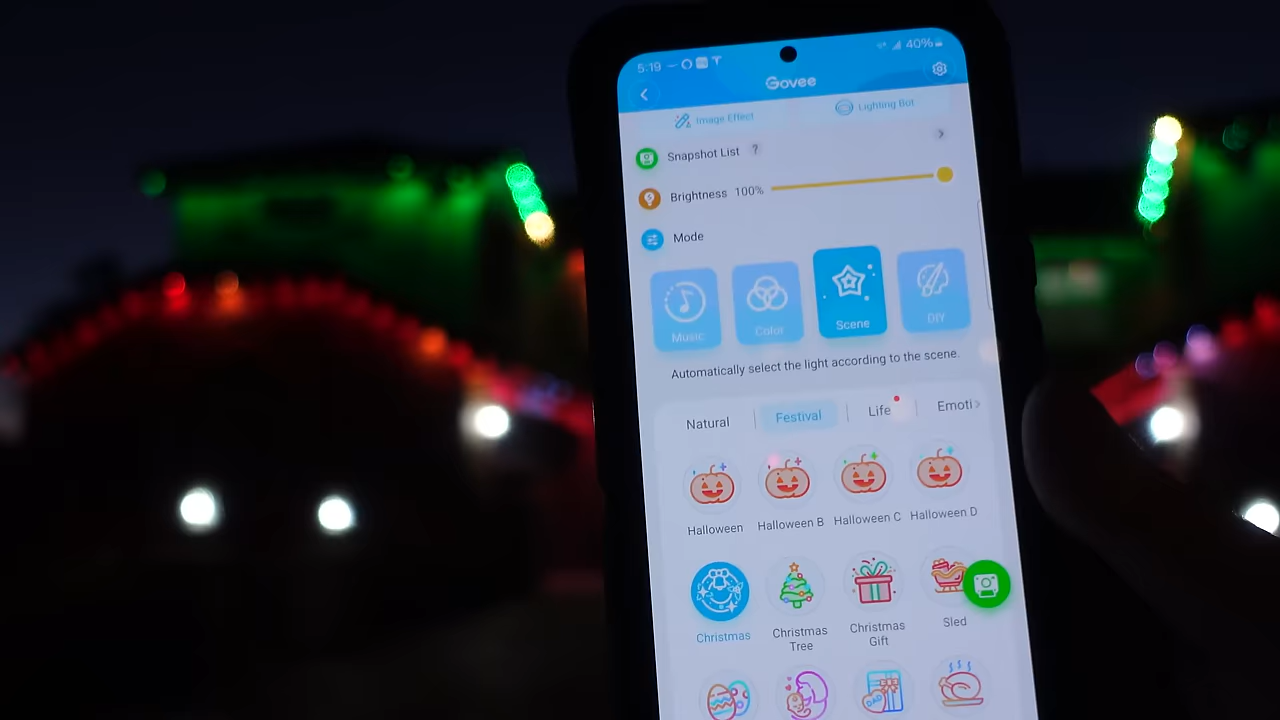 5:19
40%
Govee
Image Effect
Lighting Bot
Snapshot List ?
Brightness 100%
Mode
Music
Color
Scene
DIY
Automatically select the light according to the scene.
Natural
Festival
Life
Emoti
Halloween
Halloween B
Halloween C
Halloween D
Christmas
Christmas
Tree
Christmas
Gift
Sled
DAD